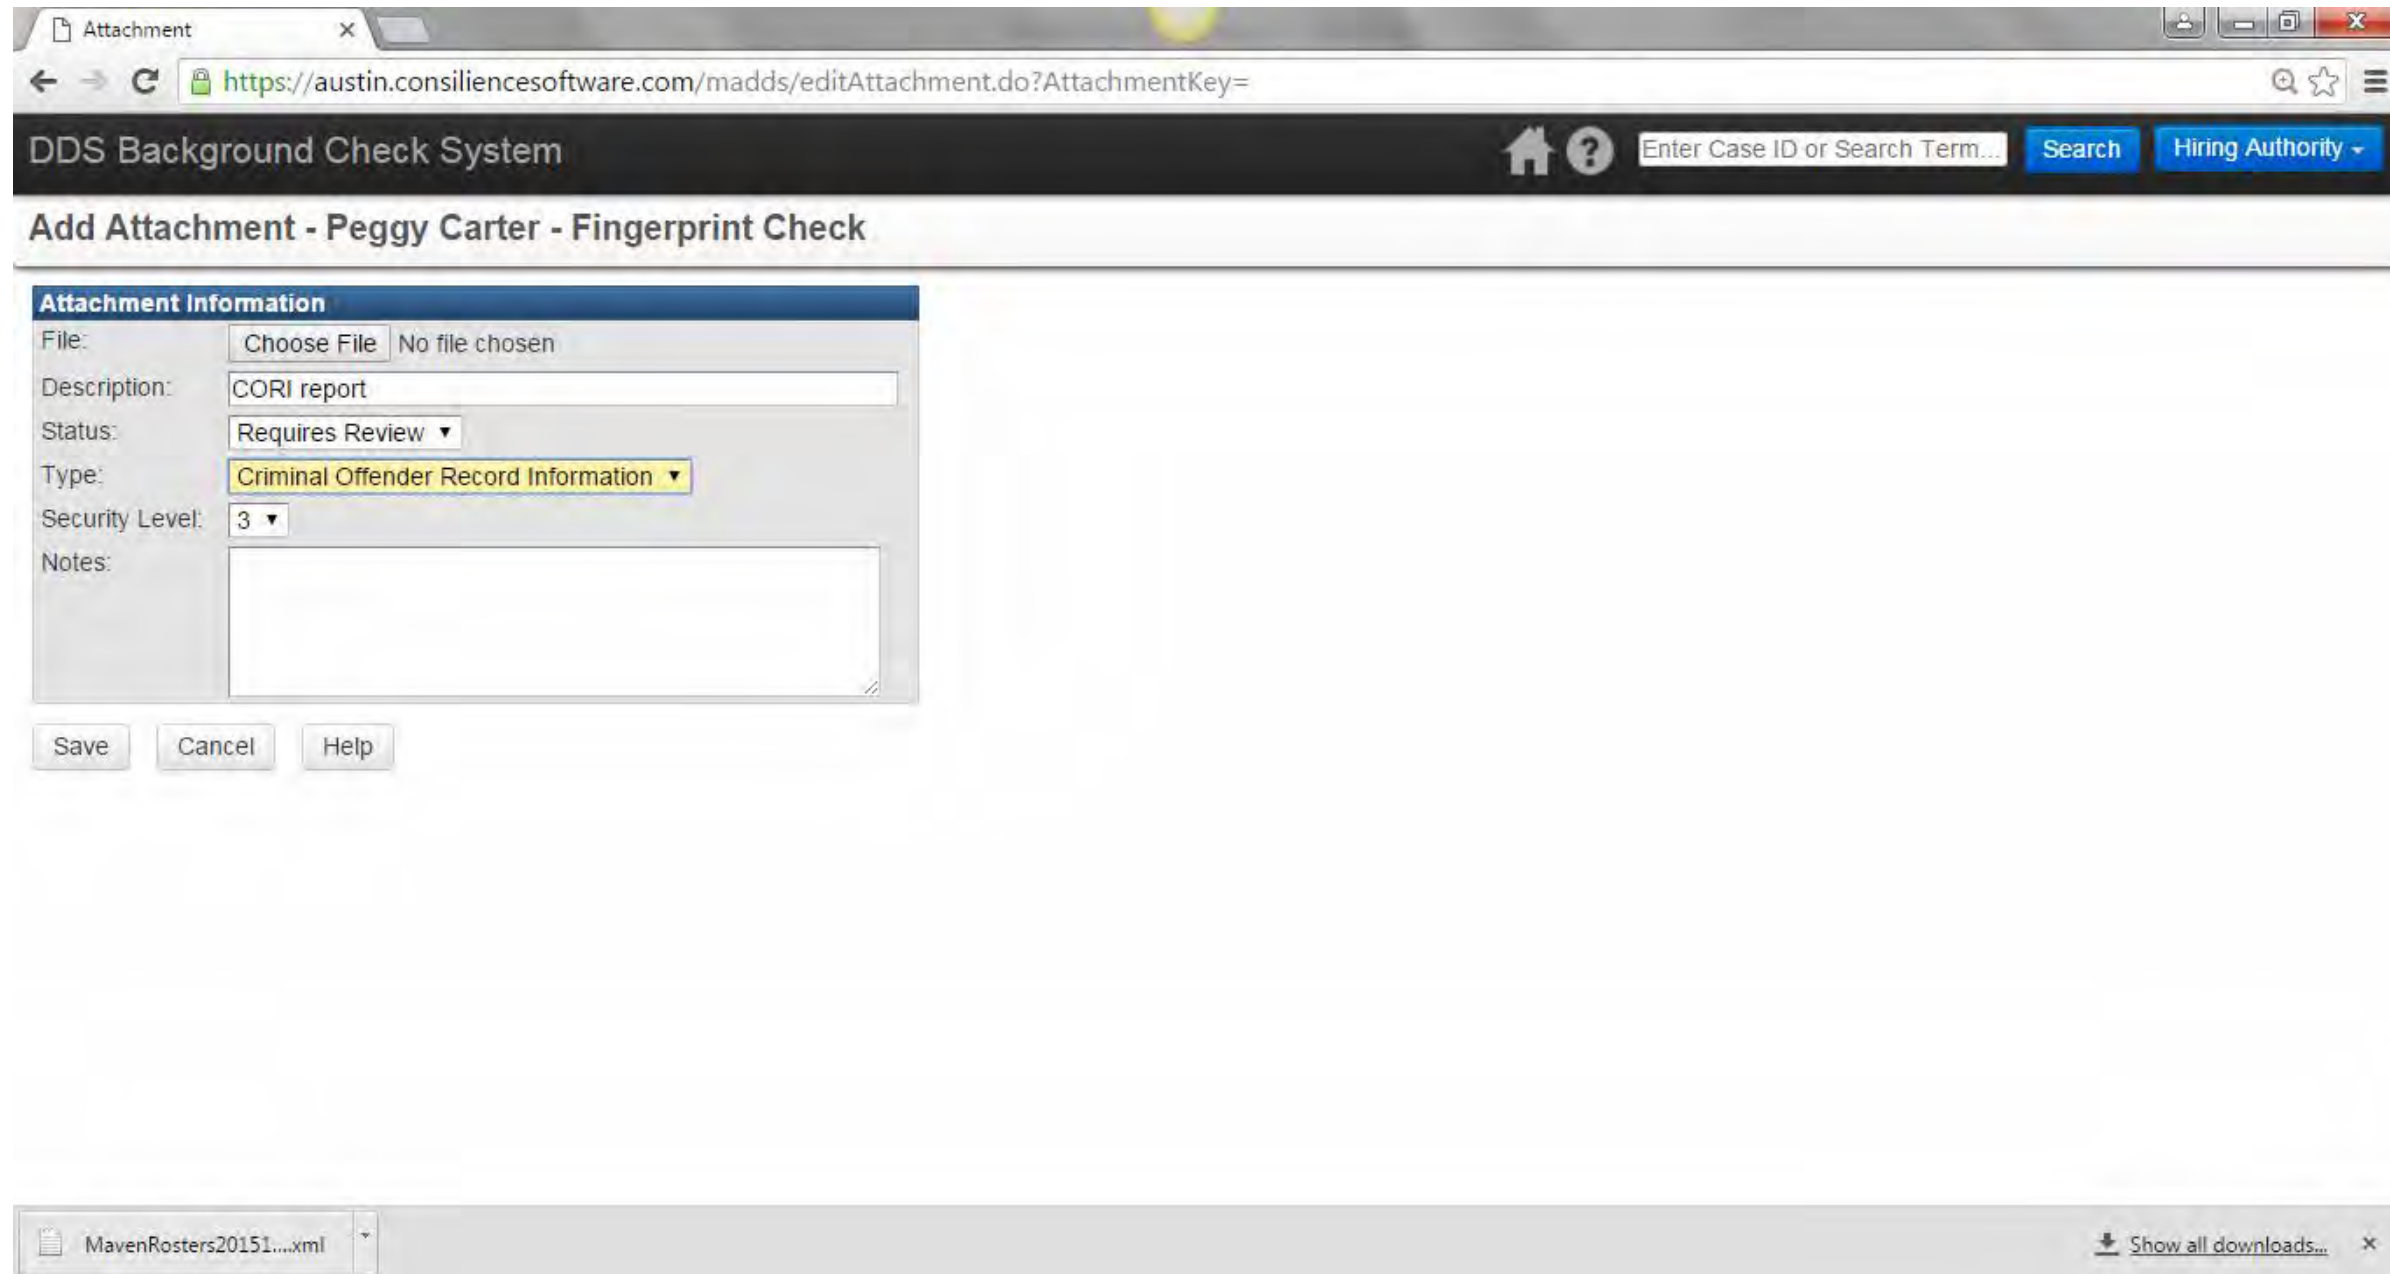 Attachment
https://austin.consiliencesoftware.com/madds/editAttachment.do?AttachmentKey=
DDS Background Check System
Enter Case ID or Search Term... Search Hiring Authority
Add Attachment - Peggy Carter - Fingerprint Check
Attachment Information
File: Choose File No file chosen
Description: CORI report
Status: Requires Review
Type: Criminal Offender Record Information
Security Level: 3
Notes:
Save Cancel Help
MavenRosters20151....xml Show all downloads...